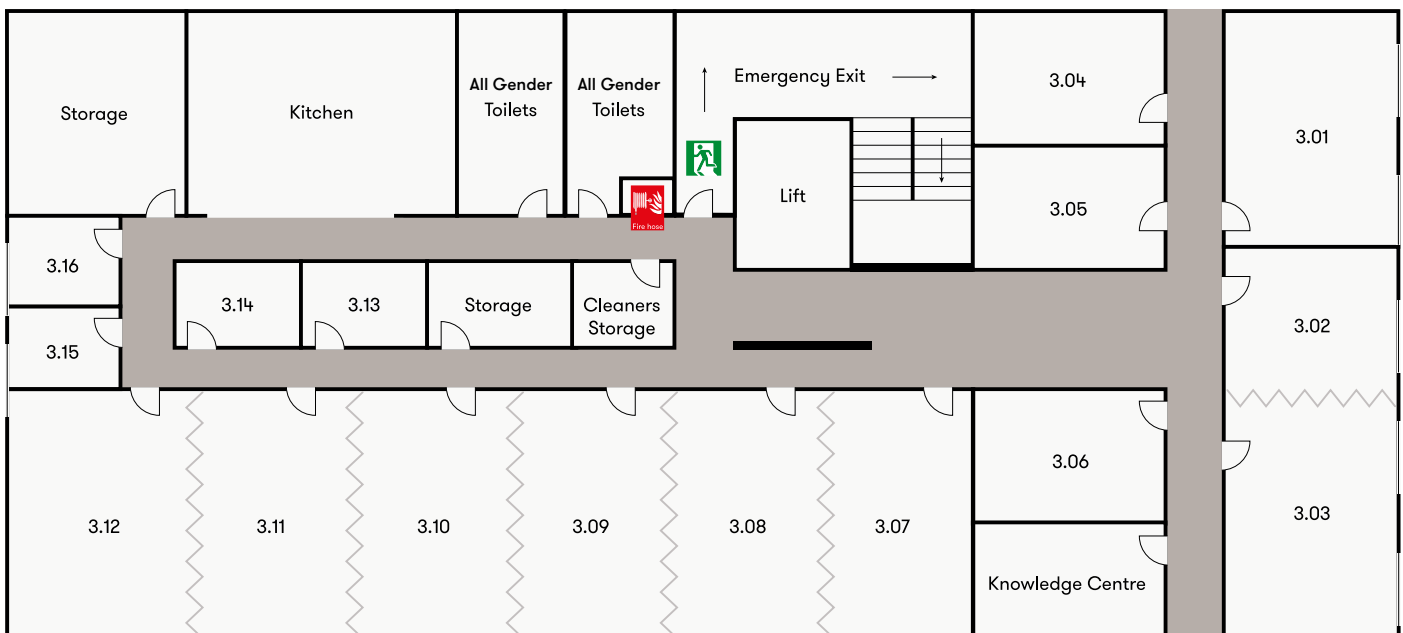 Storage
Kitchen
All Gender
Toilets
All Gender
Toilets
Emergency Exit
3.04
3.01
Lift
3.05
Fire hose
3.16
3.14
3.13
Storage
Cleaners
Storage
3.15
3.02
3.12
3.11
3.10
3.09
3.08
3.07
3.06
3.03
Knowledge Centre